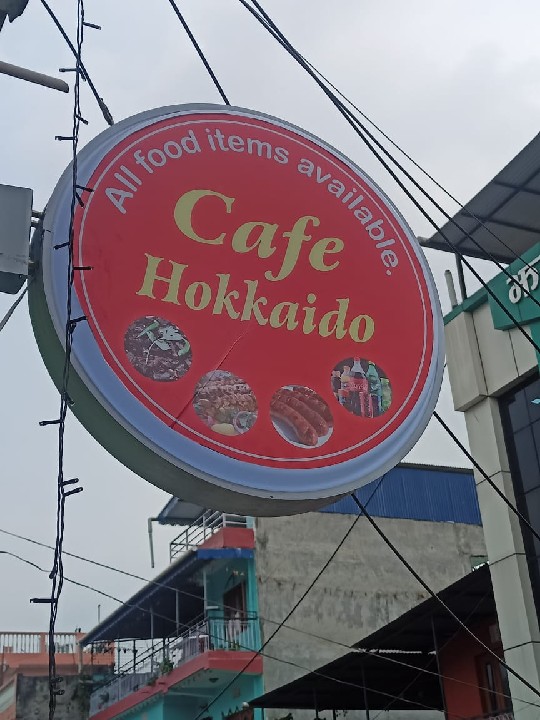 All food items available.
Cafe
Hokkaido